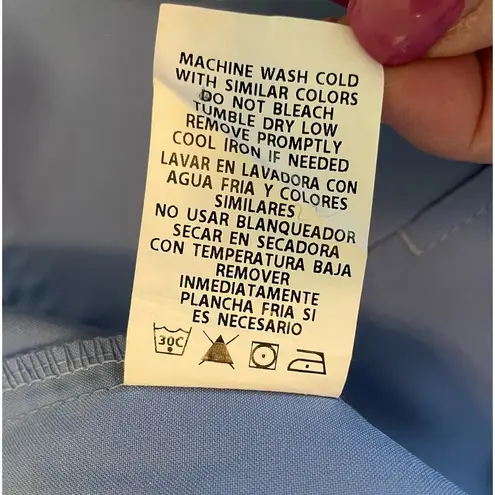 MACHINE WASH COLD
WITH SIMILAR COLORS
DO NOT BLEACH
TUMBLE DRY LOW
REMOVE PROMPTLY
COOL IRON IF NEEDED
LAVAR EN LAVADORA CON
AGUA FRIA Y COLORES
SIMILARES
NO USAR BLANQUEADOR
SECAR EN SECADORA
CON TEMPERATURA BAJA
REMOVER
INMEDIATAMENTE
PLANCHA FRIA SI
ES NECESARIO
30C